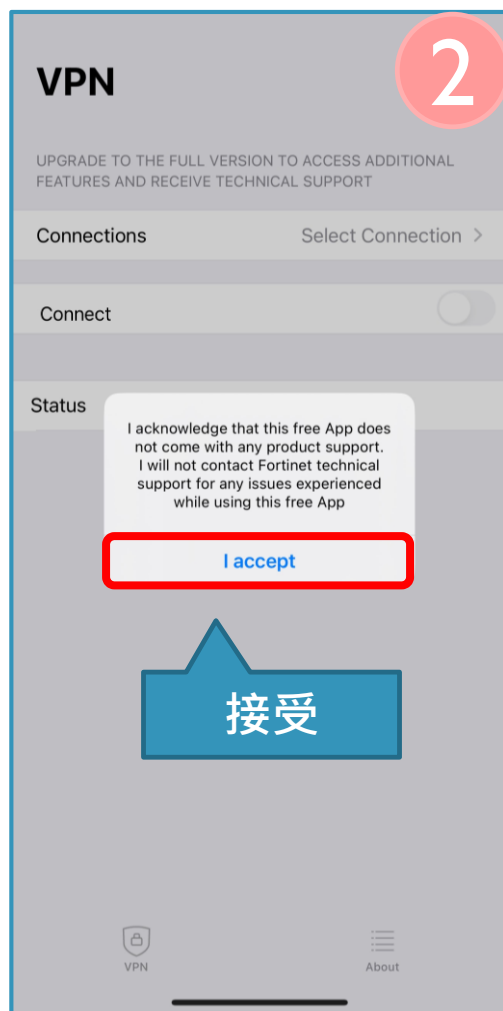 2
VPN
UPGRADE TO THE FULL VERSION TO ACCESS ADDITIONAL
FEATURES AND RECEIVE TECHNICAL SUPPORT
Connections Select Connection >
Connect
Status
I acknowledge that this free App does
not come with any product support.
I will not contact Fortinet technical
support for any issues experienced
while using this free App
I accept
接受
VPN About